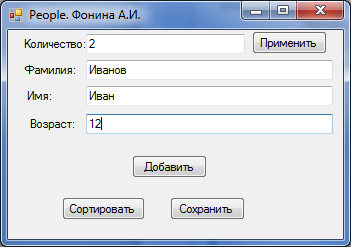 People. Фонина А.И.
Количество: 2 Применить
Фамилия: Иванов
Имя: Иван
Возраст: 12
Добавить
Сортировать Сохранить